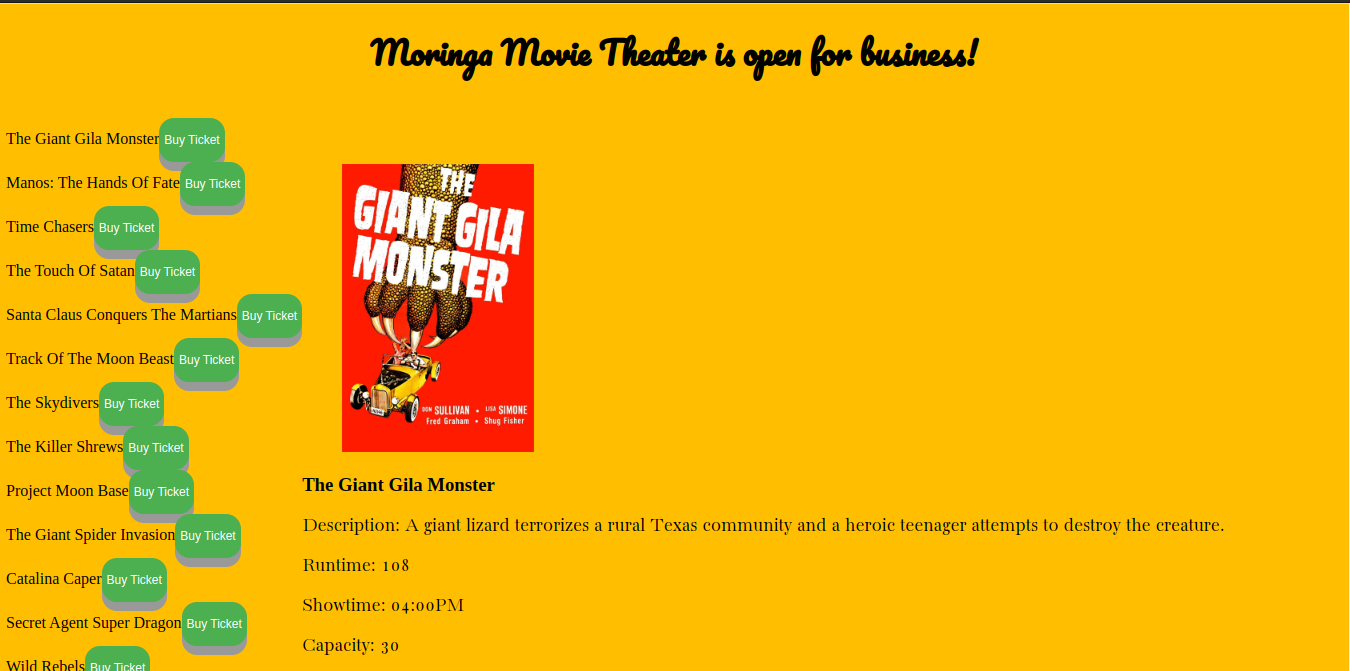 Moringa Movie Theater is open for business!
The Giant Gila Monster Buy Ticket
Manos: The Hands Of Fate Buy Ticket
Time Chasers Buy Ticket
The Touch Of Satan Buy Ticket
Santa Claus Conquers The Martians Buy Ticket
Track Of The Moon Beast Buy Ticket
The Skydivers Buy Ticket
The Killer Shrews Buy Ticket
Project Moon Base Buy Ticket
The Giant Spider Invasion Buy Ticket
Catalina Caper Buy Ticket
Secret Agent Super Dragon Buy Ticket
Wild Rebels Buy Ticket
THE
GIANT GILA
MONSTER
DON SULLIVAN • LISA SIMONE
Fred Graham • Shug Fisher
The Giant Gila Monster
Description: A giant lizard terrorizes a rural Texas community and a heroic teenager attempts to destroy the creature.
Runtime: 108
Showtime: 04:00PM
Capacity: 30